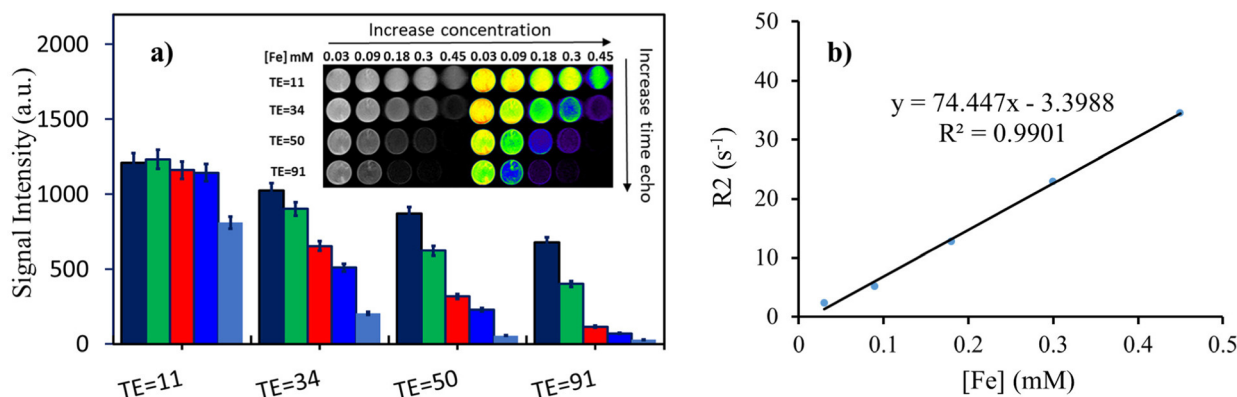 2000
1500
1000
500
0
Signal Intensity (a.u.)
a)
Increase concentration
[Fe] mM 0.03 0.09 0.18 0.3 0.45 0.03 0.09 0.18 0.3 0.45
TE=11
TE=34
TE=50
TE=91
Increase time echo
TE=11 TE=34 TE=50 TE=91
b)
50
40
30
20
10
0
R2 (s⁻¹)
y = 74.447x - 3.3988
R² = 0.9901
0 0.1 0.2 0.3 0.4 0.5
[Fe] (mM)